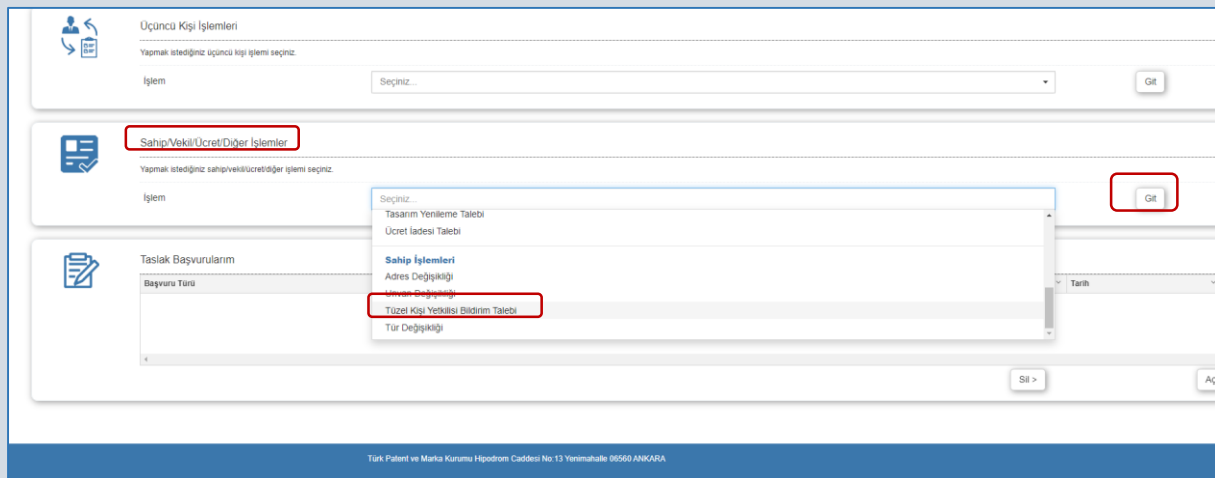 Üçüncü Kişi İşlemleri
Yapmak istediğiniz üçüncü kişi işlemi seçiniz.
İşlem
Seçiniz...
Git
Sahip/Vekil/Ücret/Diğer İşlemler
Yapmak istediğiniz sahip/vekil/ücret/diğer işlemi seçiniz.
İşlem
Seçiniz...
Git
Tasarım Yenileme Talebi
Ücret İadesi Talebi
Sahip İşlemleri
Adres Değişikliği
Unvan Değişikliği
Tüzel Kişi Yetkilisi Bildirim Talebi
Tür Değişikliği
Taslak Başvurularım
Başvuru Türü
Tarih
Sil >
Aç
Türk Patent ve Marka Kurumu Hipodrom Caddesi No:13 Yenimahalle 06560 ANKARA